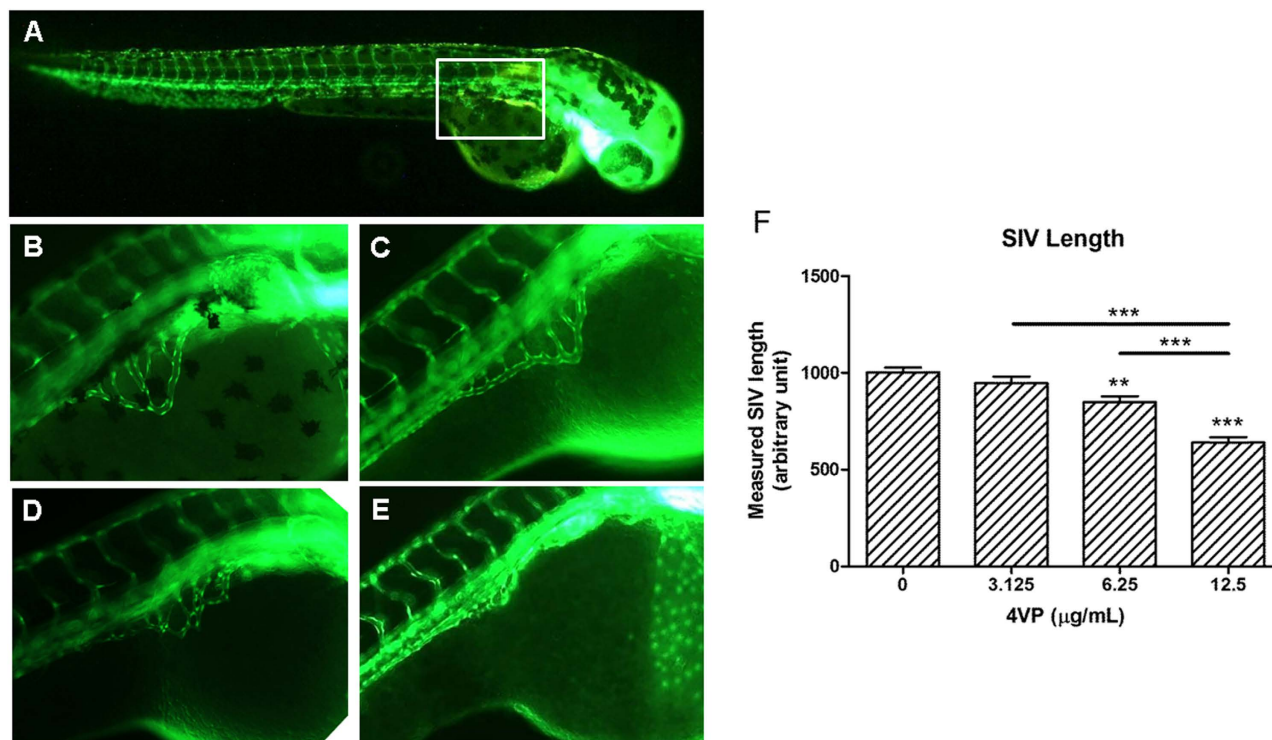 A
B
C
D
E
F
SIV Length
Measured SIV length
(arbitrary unit)
1500
1000
500
0
***
***
**
***
0 3.125 6.25 12.5
4VP (μg/mL)